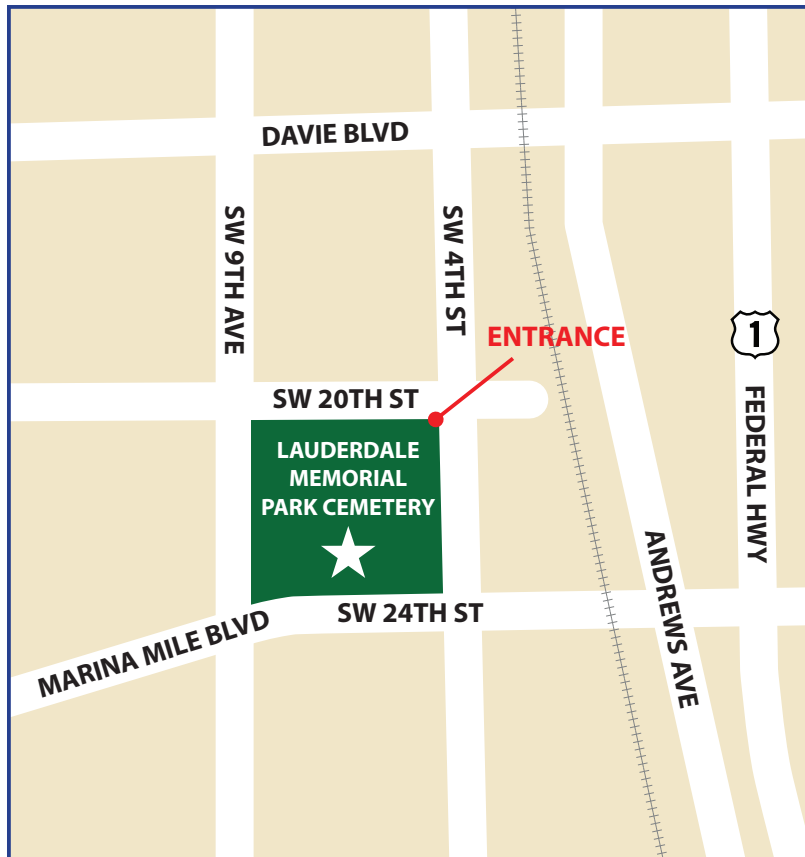 DAVIE BLVD
SW 9TH AVE
SW 4TH ST
ENTRANCE
1
FEDERAL HWY
SW 20TH ST
LAUDERDALE
MEMORIAL
PARK CEMETERY
ANDREWS AVE
SW 24TH ST
MARINA MILE BLVD